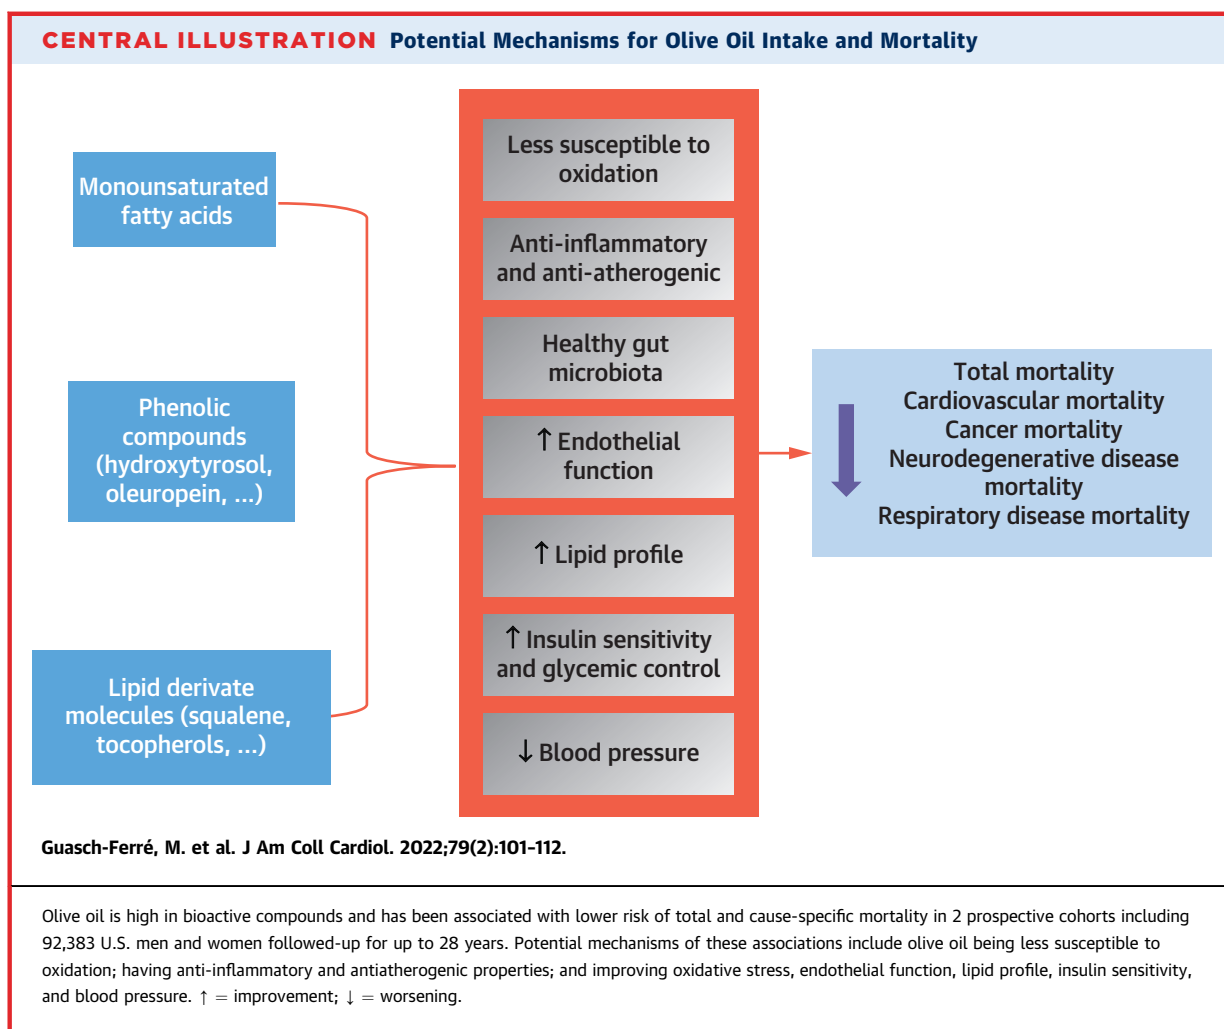 CENTRAL ILLUSTRATION Potential Mechanisms for Olive Oil Intake and Mortality
Monounsaturated
fatty acids
Phenolic
compounds
(hydroxytyrosol,
oleuropein, ...)
Lipid derivate
molecules (squalene,
tocopherols, ...)
Less susceptible to
oxidation
Anti-inflammatory
and anti-atherogenic
Healthy gut
microbiota
↑ Endothelial
function
↑ Lipid profile
↑ Insulin sensitivity
and glycemic control
↓ Blood pressure
Total mortality
Cardiovascular mortality
Cancer mortality
Neurodegenerative disease
mortality
Respiratory disease mortality
Guasch-Ferré, M. et al. J Am Coll Cardiol. 2022;79(2):101–112.
Olive oil is high in bioactive compounds and has been associated with lower risk of total and cause-specific mortality in 2 prospective cohorts including
92,383 U.S. men and women followed-up for up to 28 years. Potential mechanisms of these associations include olive oil being less susceptible to
oxidation; having anti-inflammatory and antiatherogenic properties; and improving oxidative stress, endothelial function, lipid profile, insulin sensitivity,
and blood pressure. ↑ = improvement; ↓ = worsening.